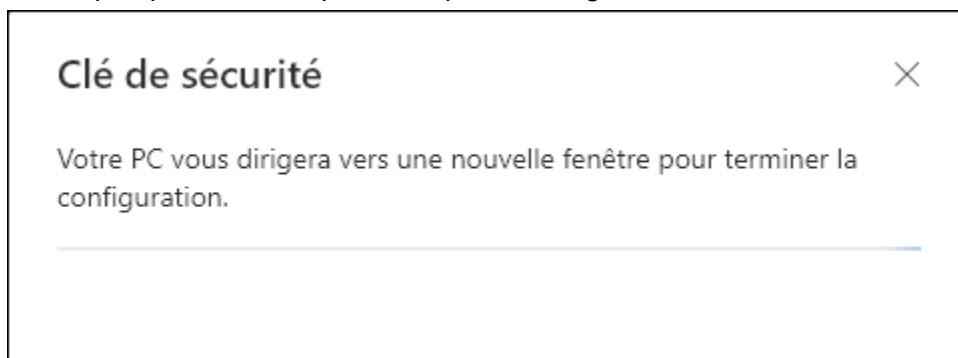 Clé de sécurité
Votre PC vous dirigera vers une nouvelle fenêtre pour terminer la
configuration.